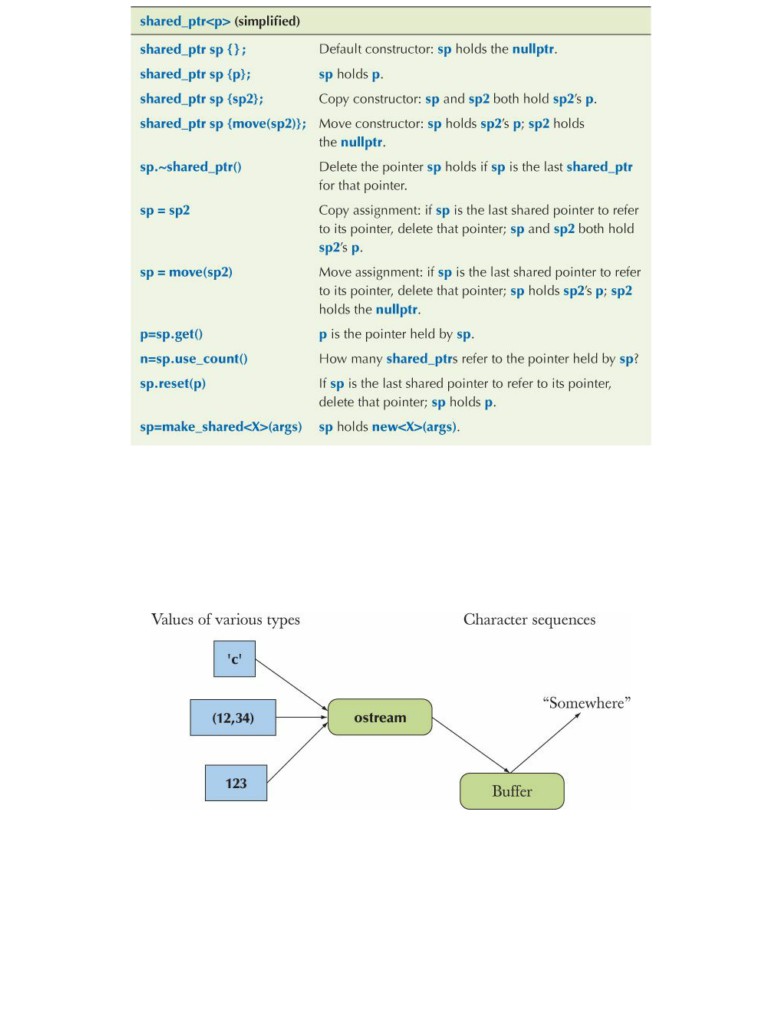 shared_ptr<p> (simplified)
shared_ptr sp {}; Default constructor: sp holds the nullptr.
shared_ptr sp {p}; sp holds p.
shared_ptr sp {sp2}; Copy constructor: sp and sp2 both hold sp2's p.
shared_ptr sp {move(sp2)}; Move constructor: sp holds sp2's p; sp2 holds
the nullptr.
sp.~shared_ptr() Delete the pointer sp holds if sp is the last shared_ptr
for that pointer.
sp = sp2 Copy assignment: if sp is the last shared pointer to refer
to its pointer, delete that pointer; sp and sp2 both hold
sp2's p.
sp = move(sp2) Move assignment: if sp is the last shared pointer to refer
to its pointer, delete that pointer; sp holds sp2's p; sp2
holds the nullptr.
p=sp.get() p is the pointer held by sp.
n=sp.use_count() How many shared_ptrs refer to the pointer held by sp?
sp.reset(p) If sp is the last shared pointer to refer to its pointer,
delete that pointer; sp holds p.
sp=make_shared<X>(args) sp holds new<X>(args).
Values of various types Character sequences
'c'
"Somewhere"
(12,34) ostream
123
Buffer